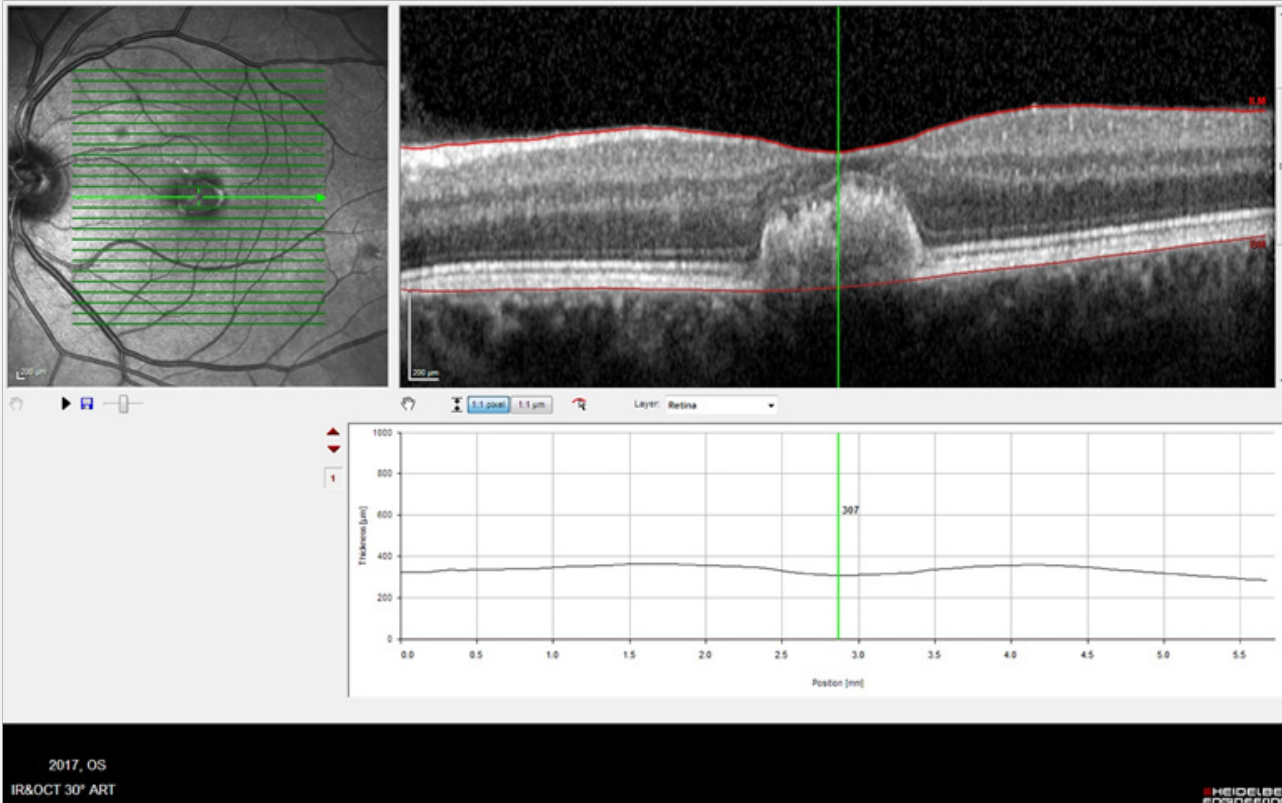 200 µm
ILM
BM
200 µm
1:1 pixel
1:1 µm
Layer:
Retina
1
Thickness [µm]
1000
800
600
400
200
0
307
0.0
0.5
1.0
1.5
2.0
2.5
3.0
3.5
4.0
4.5
5.0
5.5
Position [mm]
2017, OS
IR&OCT 30° ART
HEIDELBE
ENGINEERIN